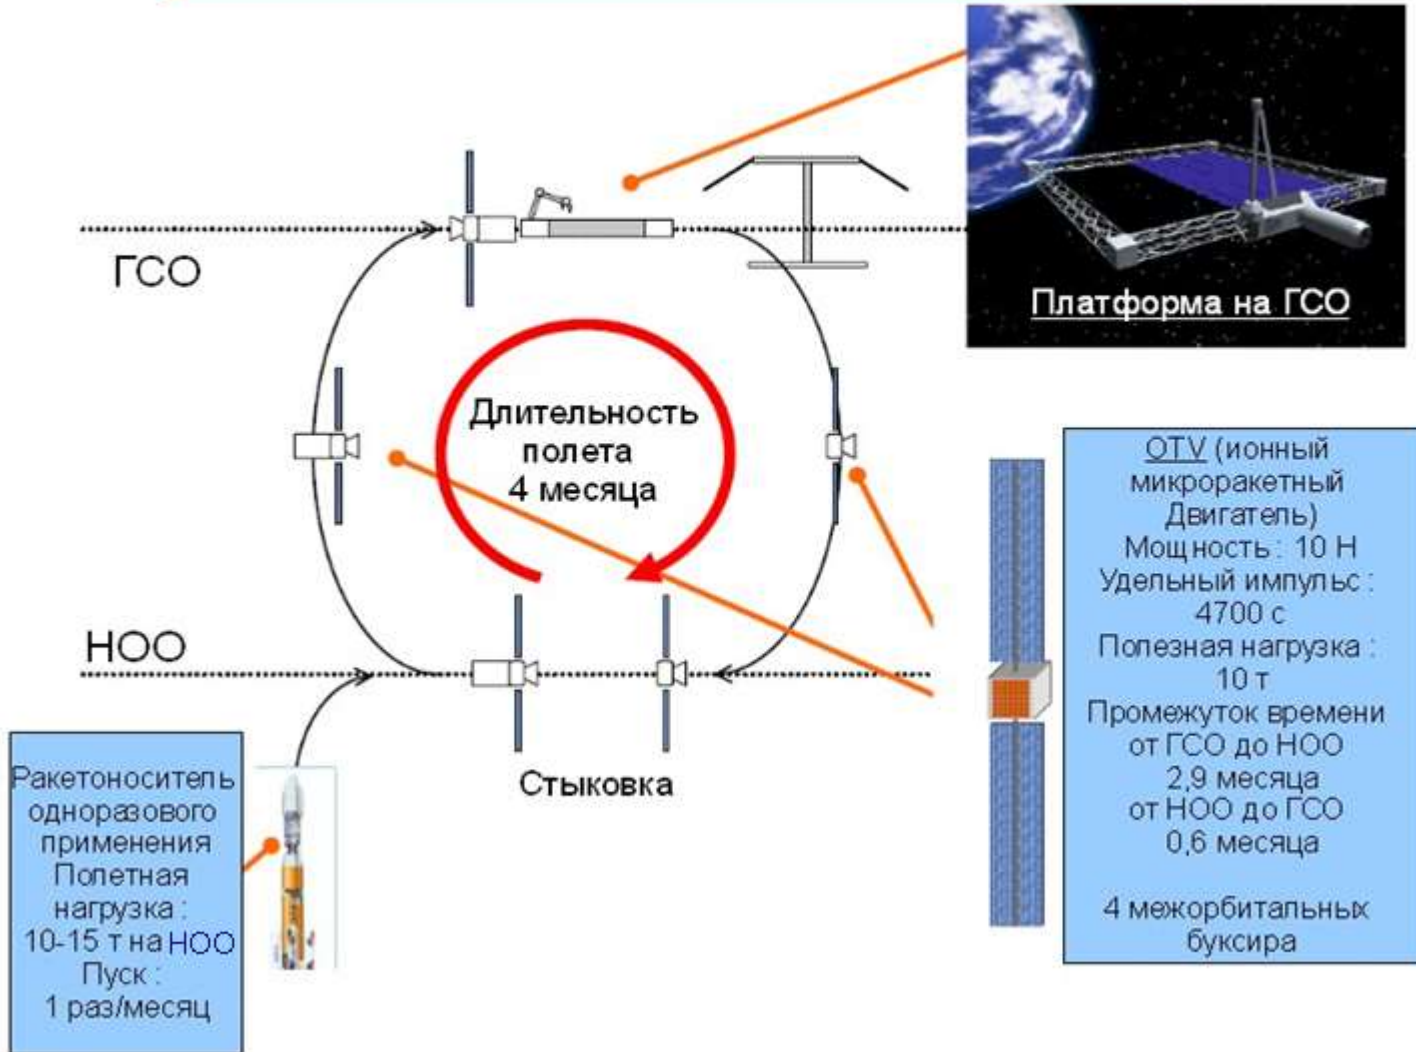 Платформа на ГСО
ГСО
Длительность
полета
4 месяца
НОО
Стыковка
Ракетоноситель
одноразового
применения
Полетная
нагрузка :
10-15 т на НОО
Пуск :
1 раз/месяц
OTV (ионный
микроракетный
Двигатель)
Мощность : 10 Н
Удельный импульс :
4700 с
Полезная нагрузка :
10 т
Промежуток времени
от ГСО до НОО
2,9 месяца
от НОО до ГСО
0,6 месяца
4 межорбитальных
буксира